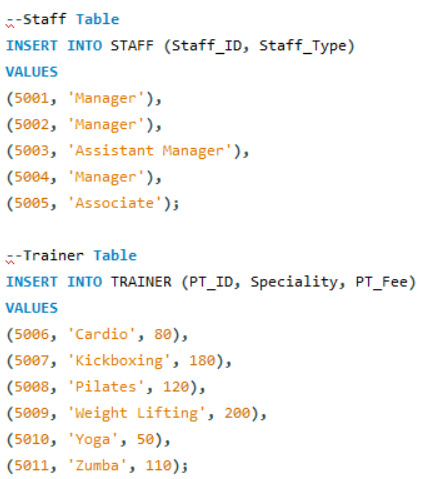 --Staff Table
INSERT INTO STAFF (Staff_ID, Staff_Type)
VALUES
(5001, 'Manager'),
(5002, 'Manager'),
(5003, 'Assistant Manager'),
(5004, 'Manager'),
(5005, 'Associate');
--Trainer Table
INSERT INTO TRAINER (PT_ID, Speciality, PT_Fee)
VALUES
(5006, 'Cardio', 80),
(5007, 'Kickboxing', 180),
(5008, 'Pilates', 120),
(5009, 'Weight Lifting', 200),
(5010, 'Yoga', 50),
(5011, 'Zumba', 110);